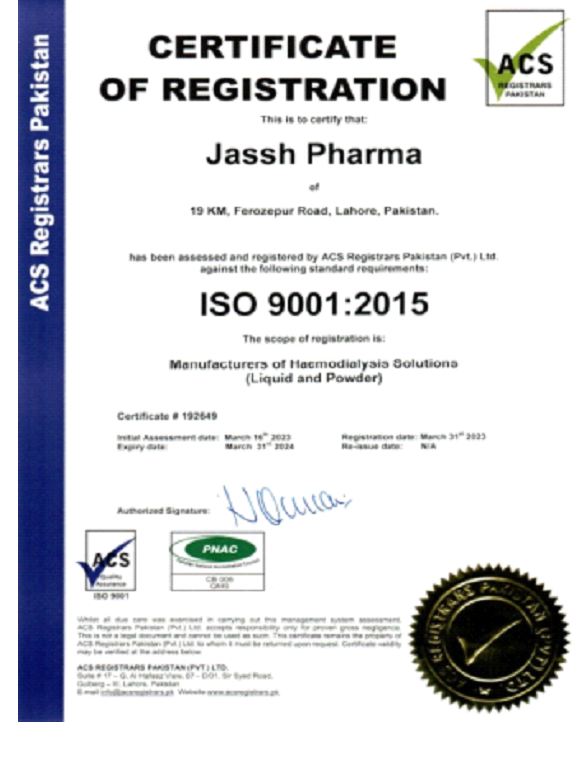 ACS Registrars Pakistan
CERTIFICATE
OF REGISTRATION
ACS
REGISTRARS
PAKISTAN
This is to certify that:
Jassh Pharma
of
19 KM, Ferozepur Road, Lahore, Pakistan.
has been assessed and registered by ACS Registrars Pakistan (Pvt.) Ltd.
against the following standard requirements:
ISO 9001:2015
The scope of registration is:
Manufacturers of Haemodialysis Solutions
(Liquid and Powder)
Certificate # 192649
Initial Assessment date: March 16th 2023 Registration date: March 31st 2023
Expiry date: March 31st 2024 Re-issue date: N/A
Authorized Signature:
ACS
Quality
Assurance
ISO 9001
PNAC
Pakistan National Accreditation Council
CB 006
QMS
Whilst all due care was exercised in carrying out this management system assessment,
ACS Registrars Pakistan (Pvt.) Ltd. accepts responsibility only for proven gross negligence.
This is not a legal document and cannot be used as such. This certificate remains the property of
ACS Registrars Pakistan (Pvt.) Ltd. to whom it must be returned upon request. Certificate validity
may be verified at the address below
ACS REGISTRARS PAKISTAN (PVT) LTD.
Suite # 17 – G, Al Hafeez View, 67 – D/1, Sir Syed Road,
Gulberg – III, Lahore, Pakistan
E-mail info@acsregistrars.pk Website www.acsregistrars.pk
ACS REGISTRARS PAKISTAN (PVT) LTD